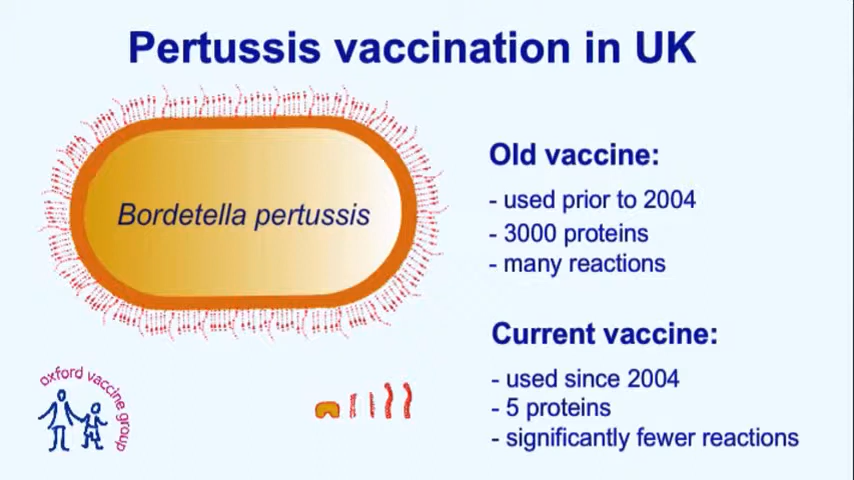 Pertussis vaccination in UK
Bordetella pertussis
Old vaccine:
- used prior to 2004
- 3000 proteins
- many reactions
Current vaccine:
- used since 2004
- 5 proteins
- significantly fewer reactions
oxford vaccine group